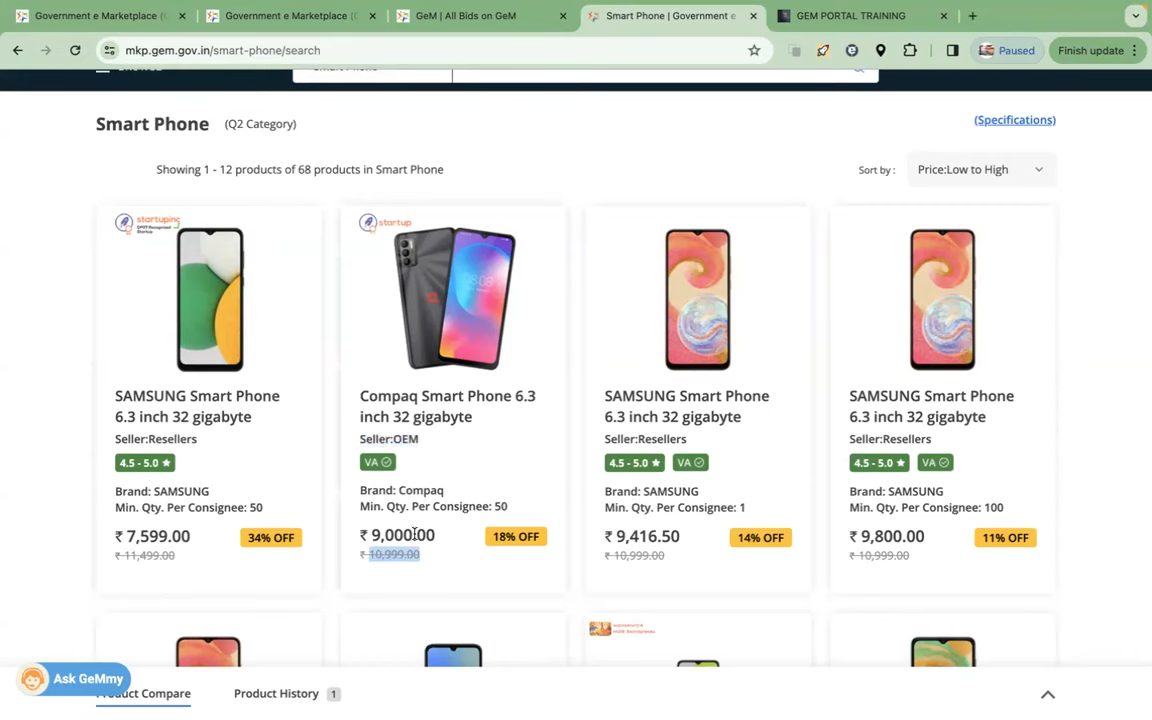 Government e Marketplace (
Government e Marketplace (
GeM | All Bids on GeM
Smart Phone | Government e
GEM PORTAL TRAINING
mkp.gem.gov.in/smart-phone/search
Paused
Finish update
Smart Phone (Q2 Category)
(Specifications)
Showing 1 - 12 products of 68 products in Smart Phone
Sort by : Price:Low to High
startuping
startup
SAMSUNG Smart Phone
6.3 inch 32 gigabyte
Seller:Resellers
4.5 - 5.0
Brand: SAMSUNG
Min. Qty. Per Consignee: 50
₹ 7,599.00 34% OFF
₹ 11,499.00
Compaq Smart Phone 6.3
inch 32 gigabyte
Seller:OEM
VA
Brand: Compaq
Min. Qty. Per Consignee: 50
₹ 9,000.00 18% OFF
₹ 10,999.00
SAMSUNG Smart Phone
6.3 inch 32 gigabyte
Seller:Resellers
4.5 - 5.0 VA
Brand: SAMSUNG
Min. Qty. Per Consignee: 1
₹ 9,416.50 14% OFF
₹ 10,999.00
SAMSUNG Smart Phone
6.3 inch 32 gigabyte
Seller:Resellers
4.5 - 5.0 VA
Brand: SAMSUNG
Min. Qty. Per Consignee: 100
₹ 9,800.00 11% OFF
₹ 10,999.00
Ask GeMmy
Product Compare
Product History 1